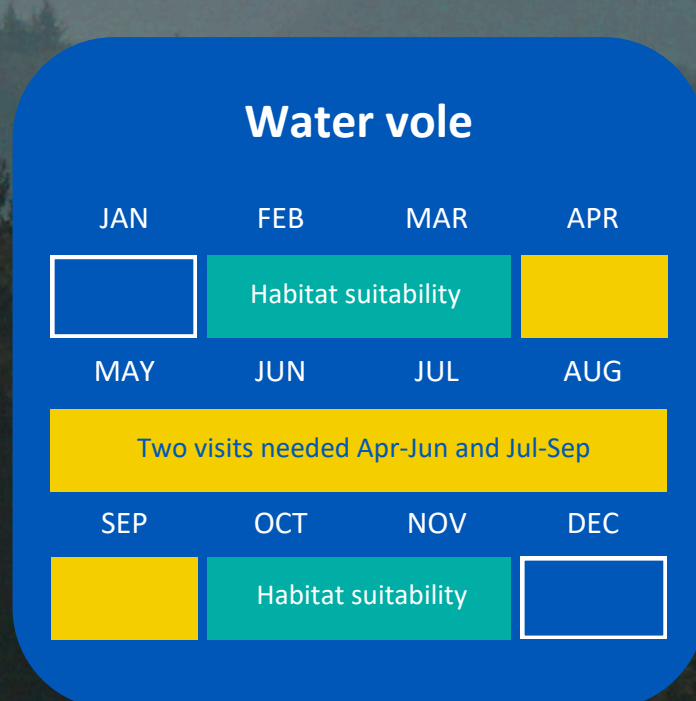 Water vole
JAN FEB MAR APR
Habitat suitability
MAY JUN JUL AUG
Two visits needed Apr-Jun and Jul-Sep
SEP OCT NOV DEC
Habitat suitability